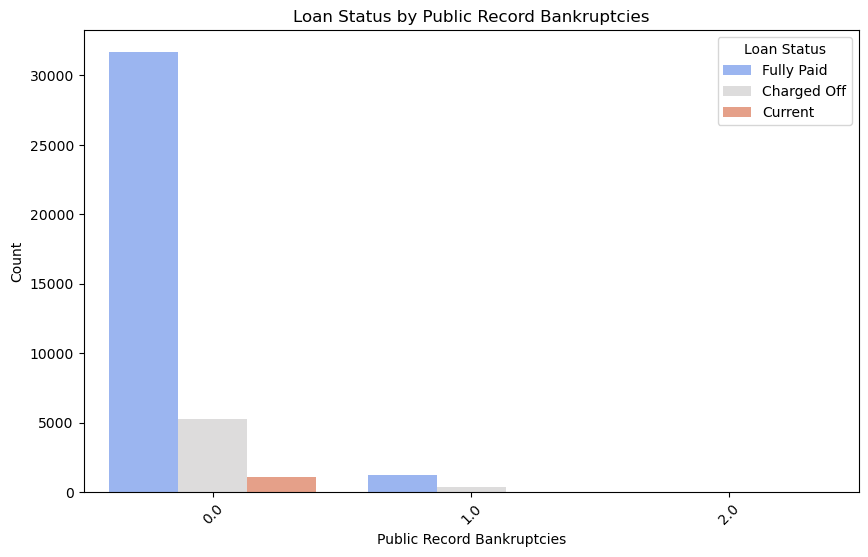 Loan Status by Public Record Bankruptcies
Loan Status
Fully Paid
Charged Off
Current
Count
30000
25000
20000
15000
10000
5000
0
0.0
1.0
2.0
Public Record Bankruptcies